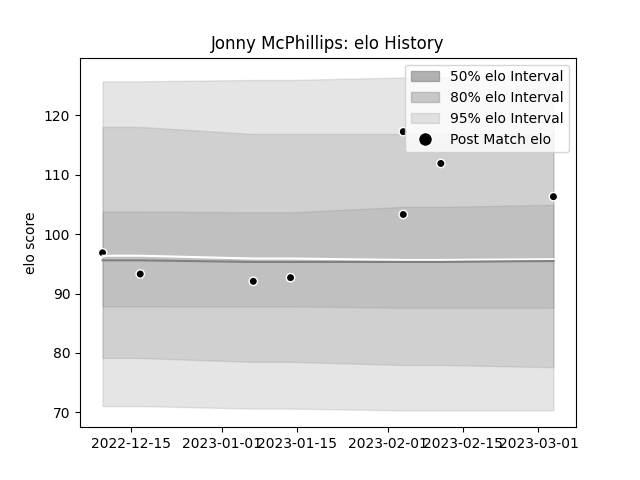 Jonny McPhillips: elo History
50% elo Interval
80% elo Interval
95% elo Interval
Post Match elo
elo score
120
110
100
90
80
70
2022-12-15
2023-01-01
2023-01-15
2023-02-01
2023-02-15
2023-03-01